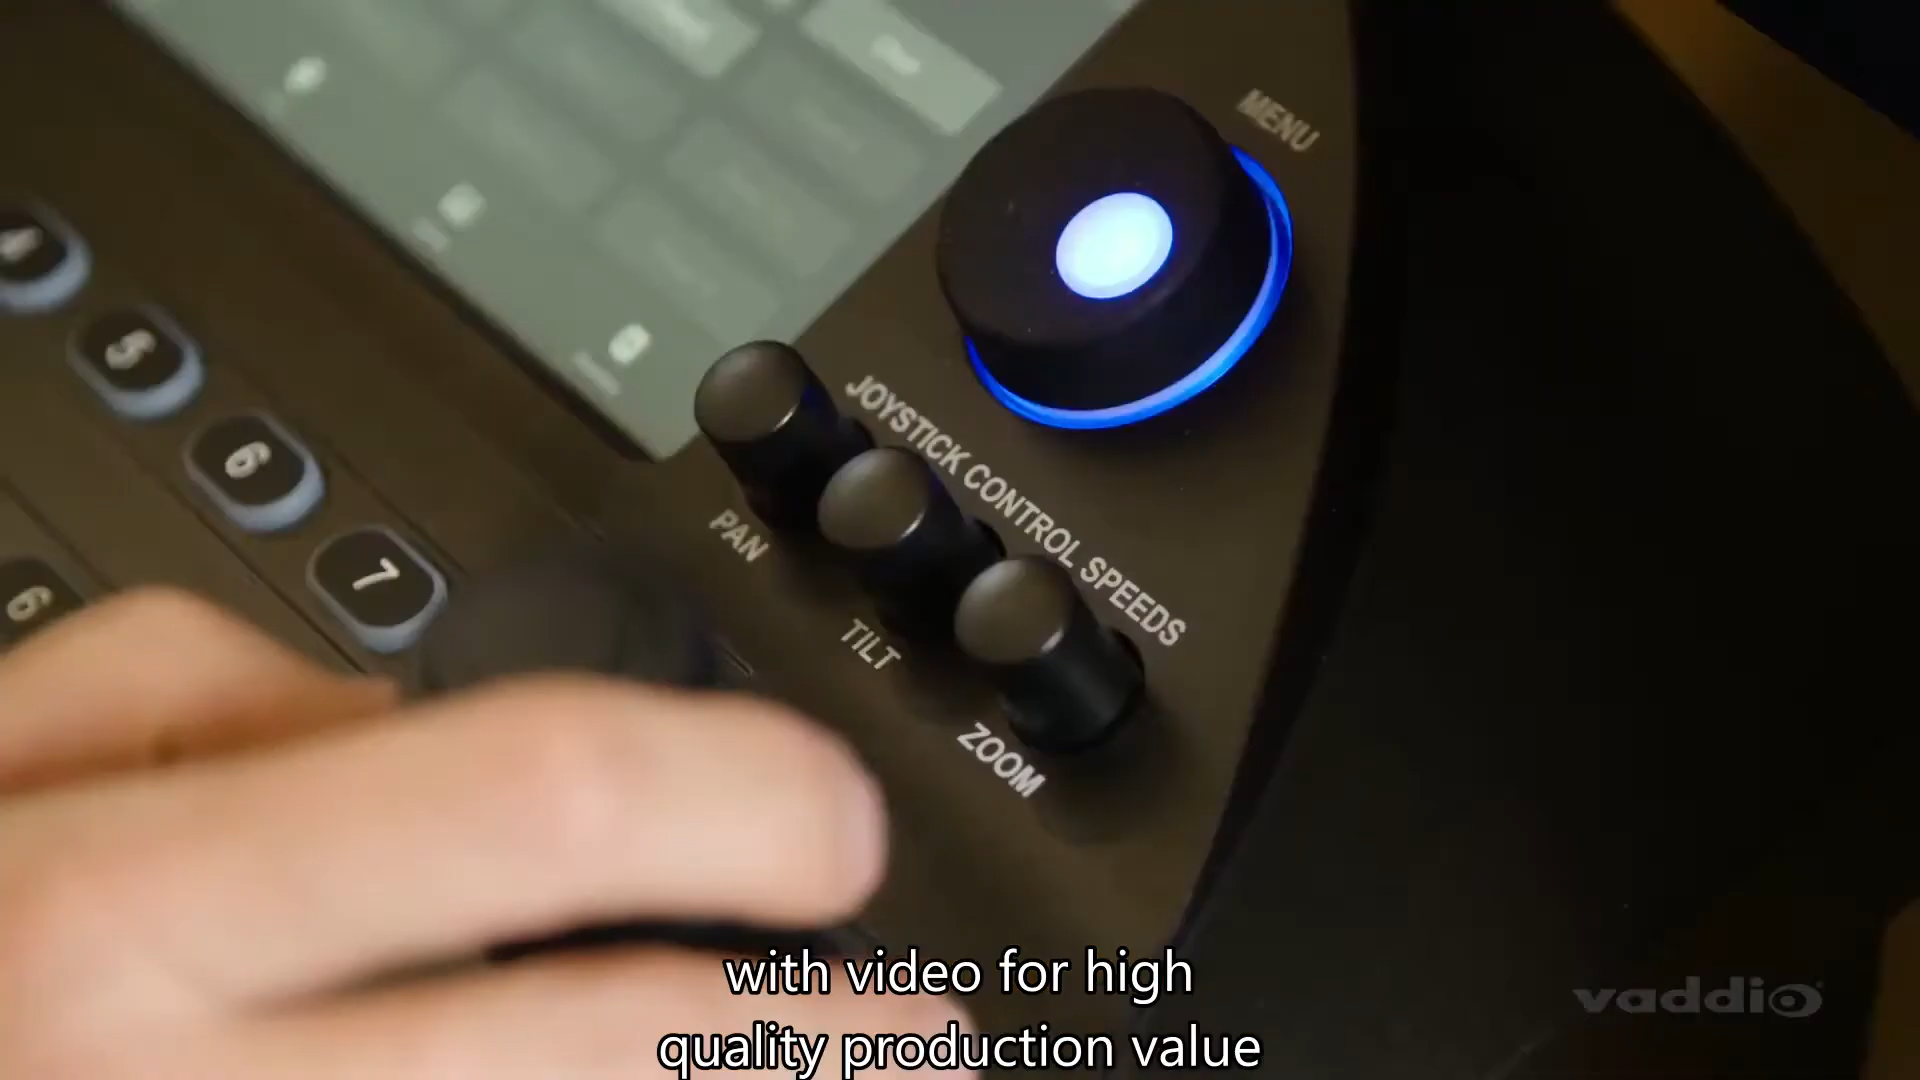 MENU
4
5
6
7
6
JOYSTICK CONTROL SPEEDS
PAN
TILT
ZOOM
with video for high
quality production value
vaddio